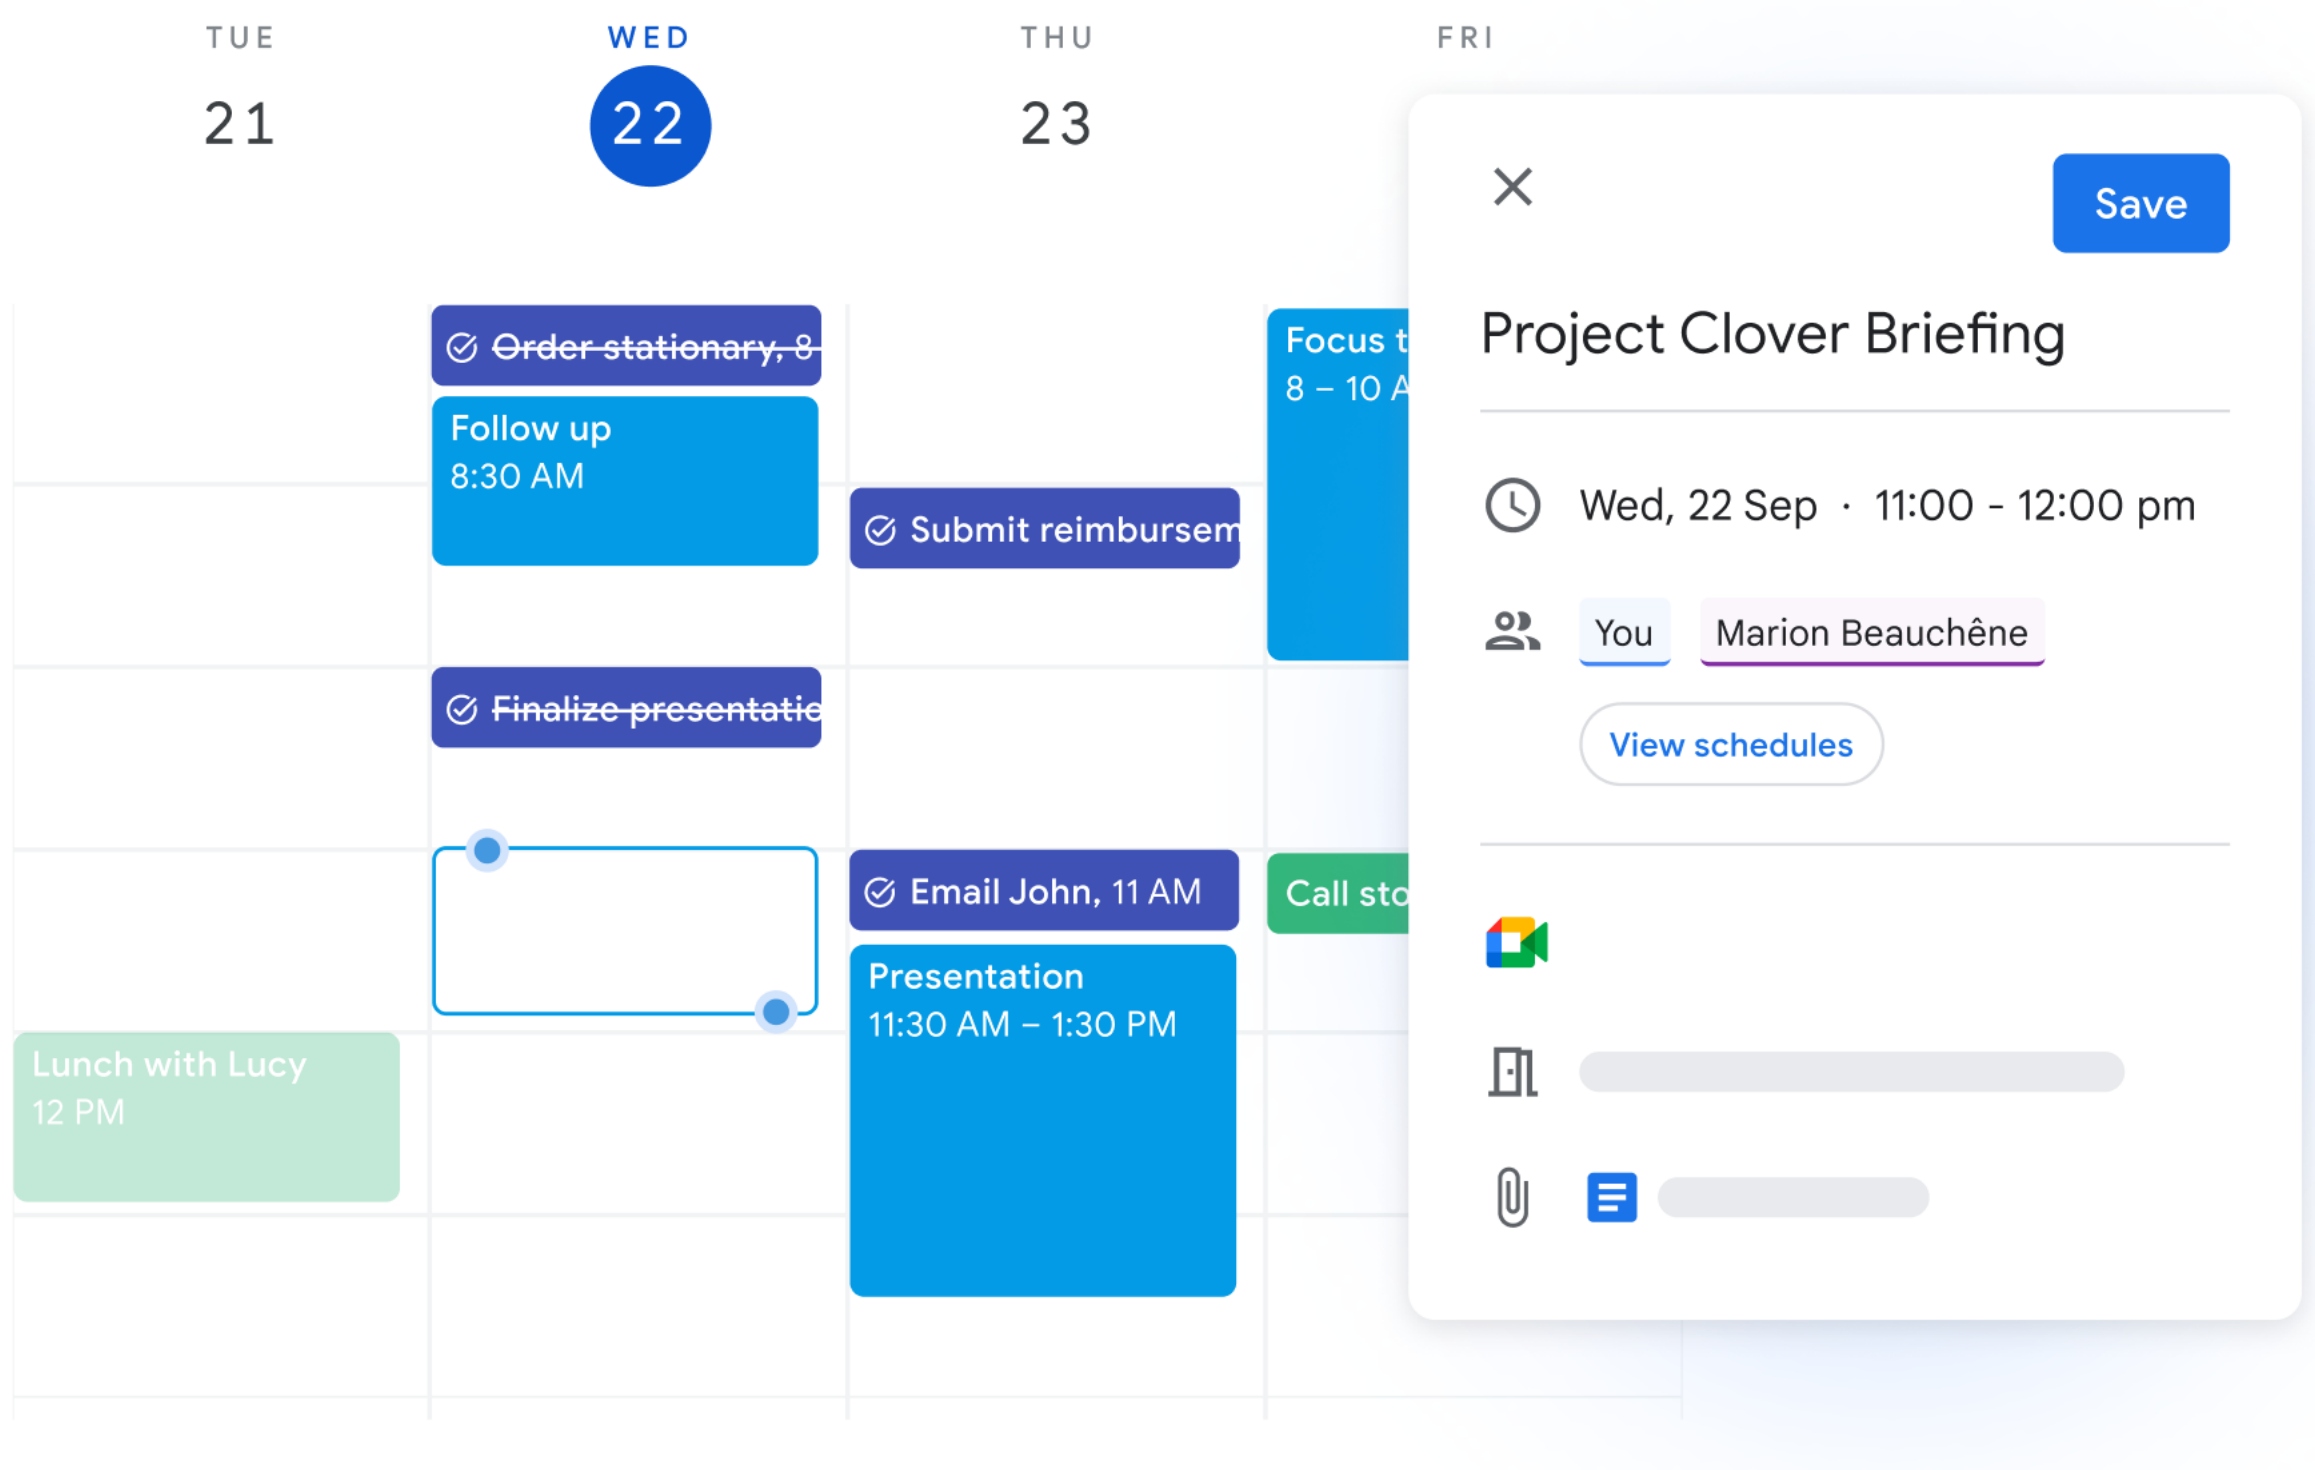 TUE
WED
THU
FRI
21
22
23
Order stationary, 8
Follow up
8:30 AM
Finalize presentatio
Submit reimbursem
Email John, 11 AM
Presentation
11:30 AM – 1:30 PM
Lunch with Lucy
12 PM
Focus t
8 – 10 A
Call sto
Save
Project Clover Briefing
Wed, 22 Sep · 11:00 - 12:00 pm
You
Marion Beauchêne
View schedules